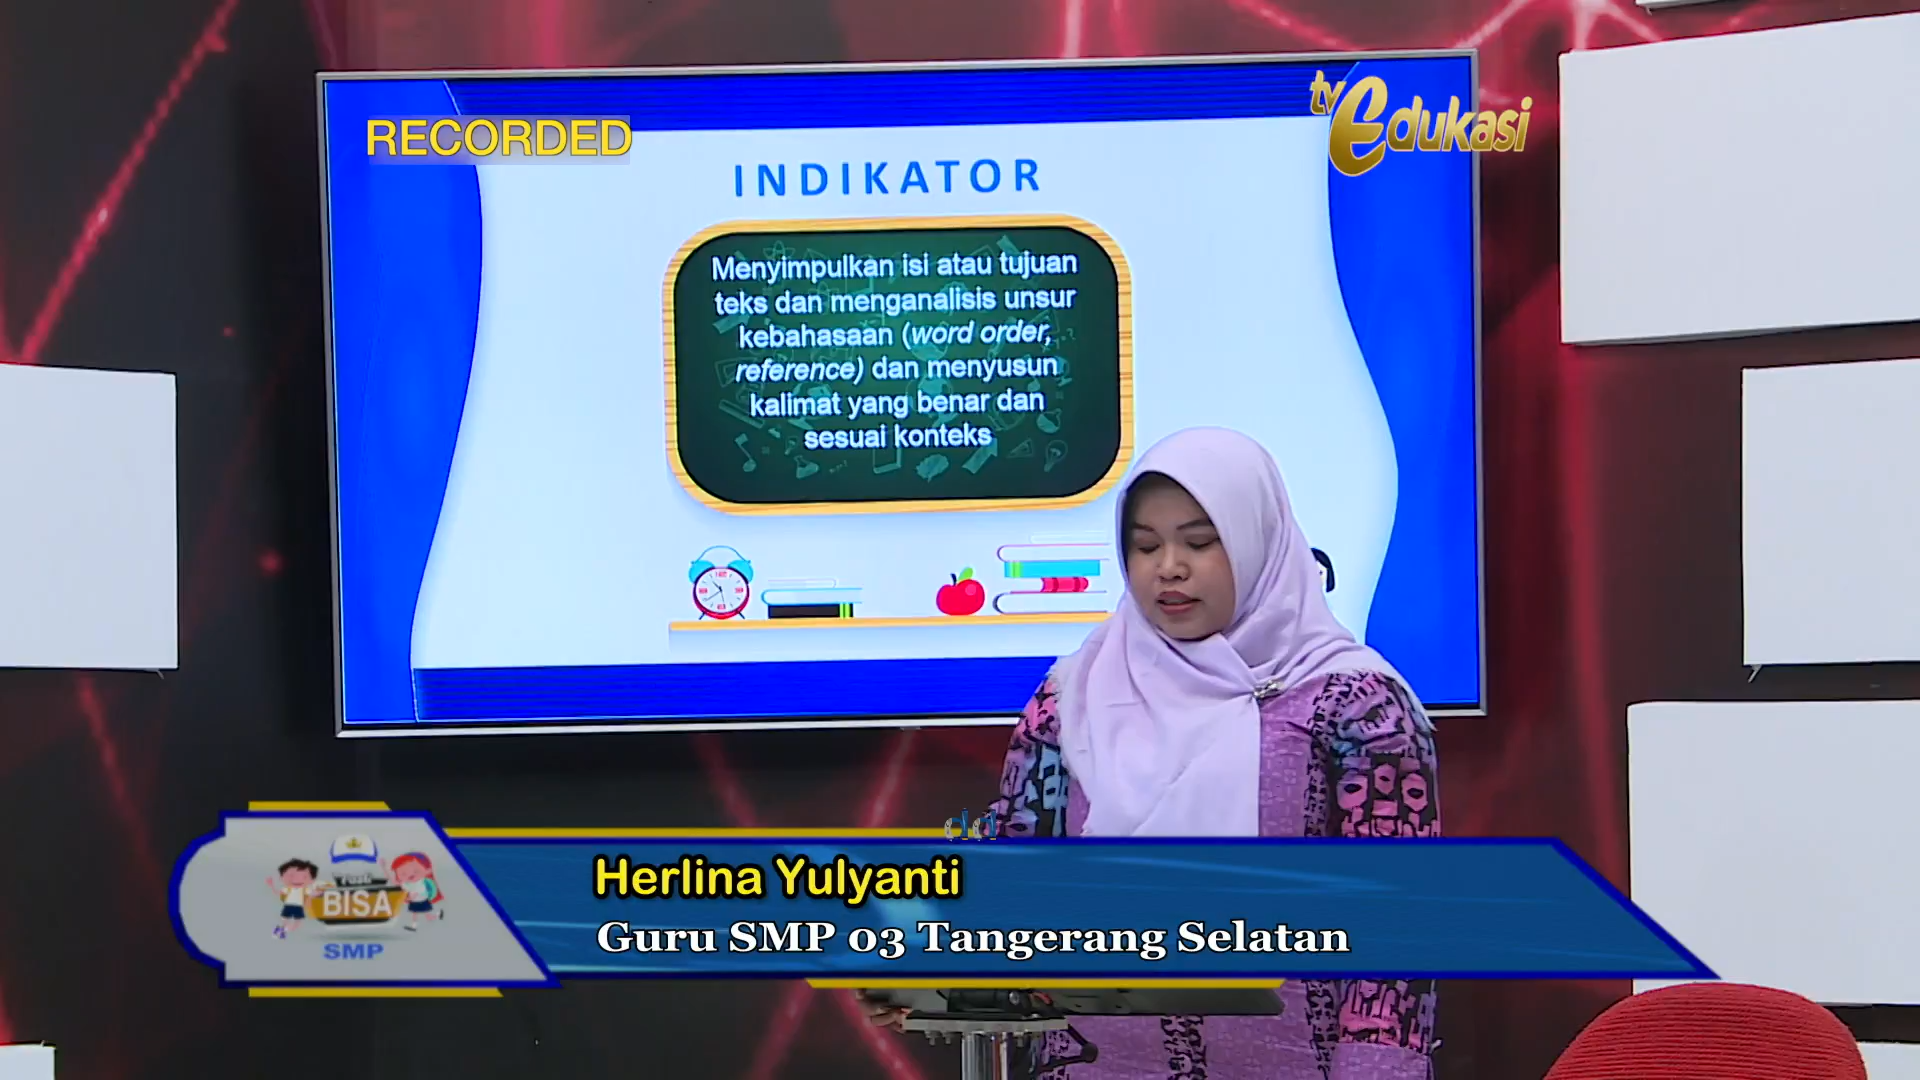 RECORDED
tv Edukasi
INDIKATOR
Menyimpulkan isi atau tujuan
teks dan menganalisis unsur
kebahasaan (word order,
reference) dan menyusun
kalimat yang benar dan
sesuai konteks
Herlina Yulyanti
Guru SMP 03 Tangerang Selatan
Pasti
BISA
SMP